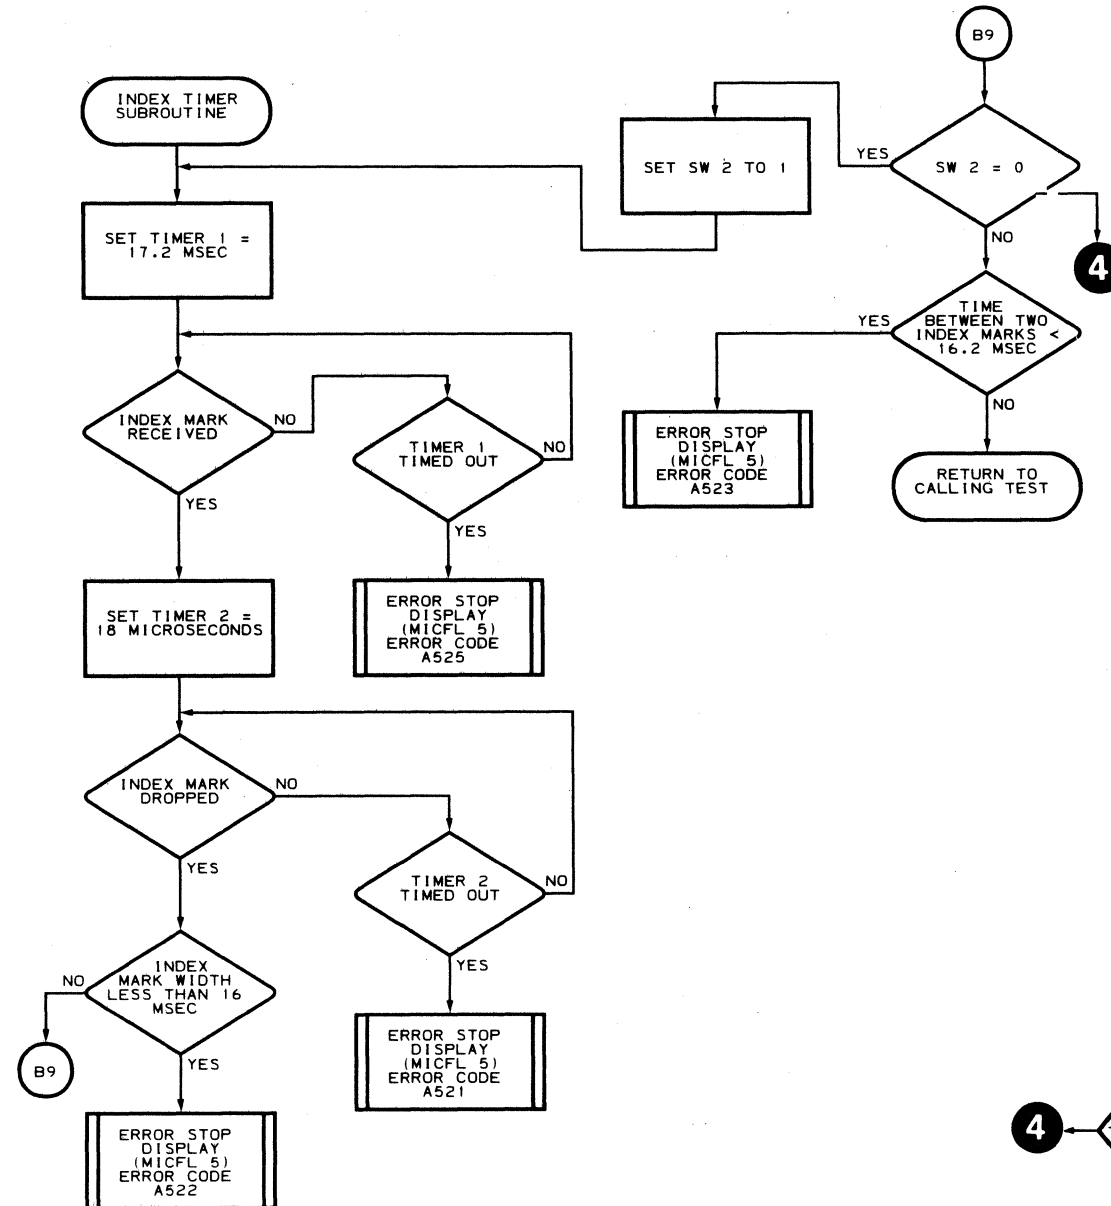 INDEX TIMER
SUBROUTINE
SET TIMER 1 =
17.2 MSEC
INDEX MARK
RECEIVED
NO
YES
TIMER 1
TIMED OUT
NO
YES
ERROR STOP
DISPLAY
(MICFL 5)
ERROR CODE
A525
SET TIMER 2 =
18 MICROSECONDS
INDEX MARK
DROPPED
NO
YES
TIMER 2
TIMED OUT
NO
YES
ERROR STOP
DISPLAY
(MICFL 5)
ERROR CODE
A521
INDEX
MARK WIDTH
LESS THAN 16
MSEC
NO
YES
B9
ERROR STOP
DISPLAY
(MICFL 5)
ERROR CODE
A522
B9
SW 2 = 0
YES
NO
SET SW 2 TO 1
4
TIME
BETWEEN TWO
INDEX MARKS <
16.2 MSEC
YES
NO
ERROR STOP
DISPLAY
(MICFL 5)
ERROR CODE
A523
RETURN TO
CALLING TEST
4